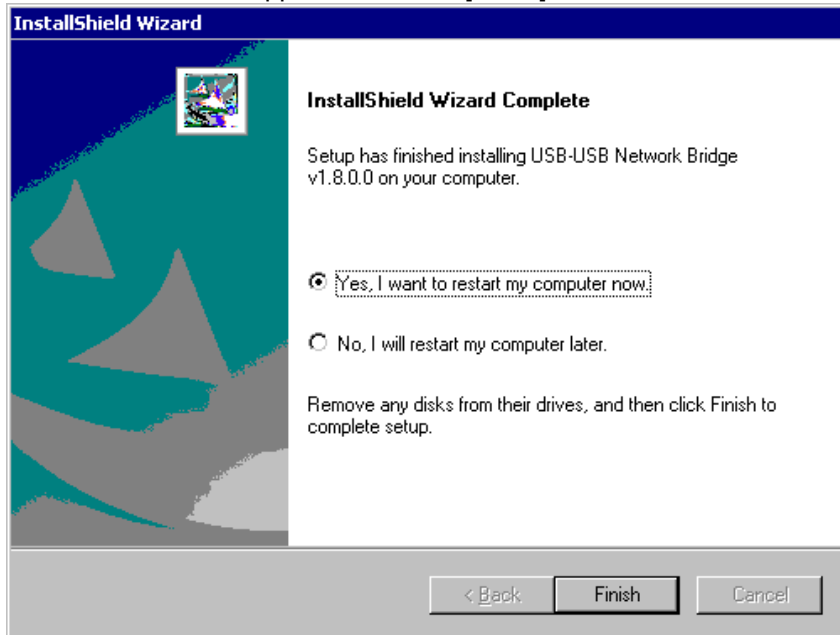 InstallShield Wizard
InstallShield Wizard Complete
Setup has finished installing USB-USB Network Bridge
v1.8.0.0 on your computer.
Yes, I want to restart my computer now.
No, I will restart my computer later.
Remove any disks from their drives, and then click Finish to
complete setup.
< Back
Finish
Cancel